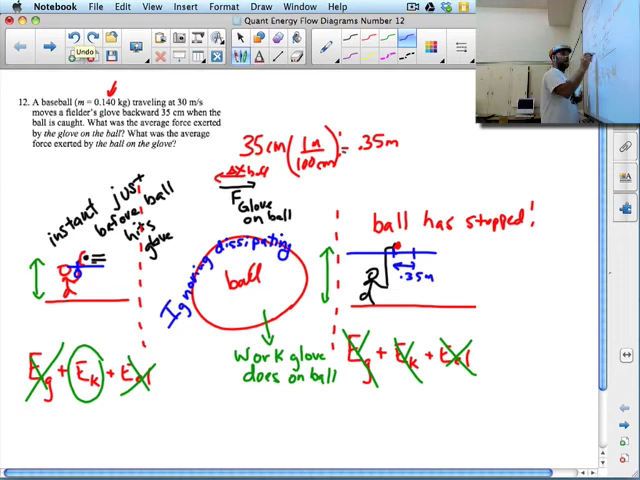 Notebook File Edit View Insert Format Draw Window Help
Quant Energy Flow Diagrams Number 12
Undo
12. A baseball (m = 0.140 kg) traveling at 30 m/s
moves a fielder's glove backward 35 cm when the
ball is caught. What was the average force exerted
by the glove on the ball? What was the average
force exerted by the ball on the glove?
35cm (1m/100cm) = .35m
Δx ball
F Glove on ball
instant just
before ball
hits
glove
Ignoring dissipating
ball
ball has stopped!
.35m
Work glove
does on ball
Eg + Ek + Eel
Eg + Ek + Eel